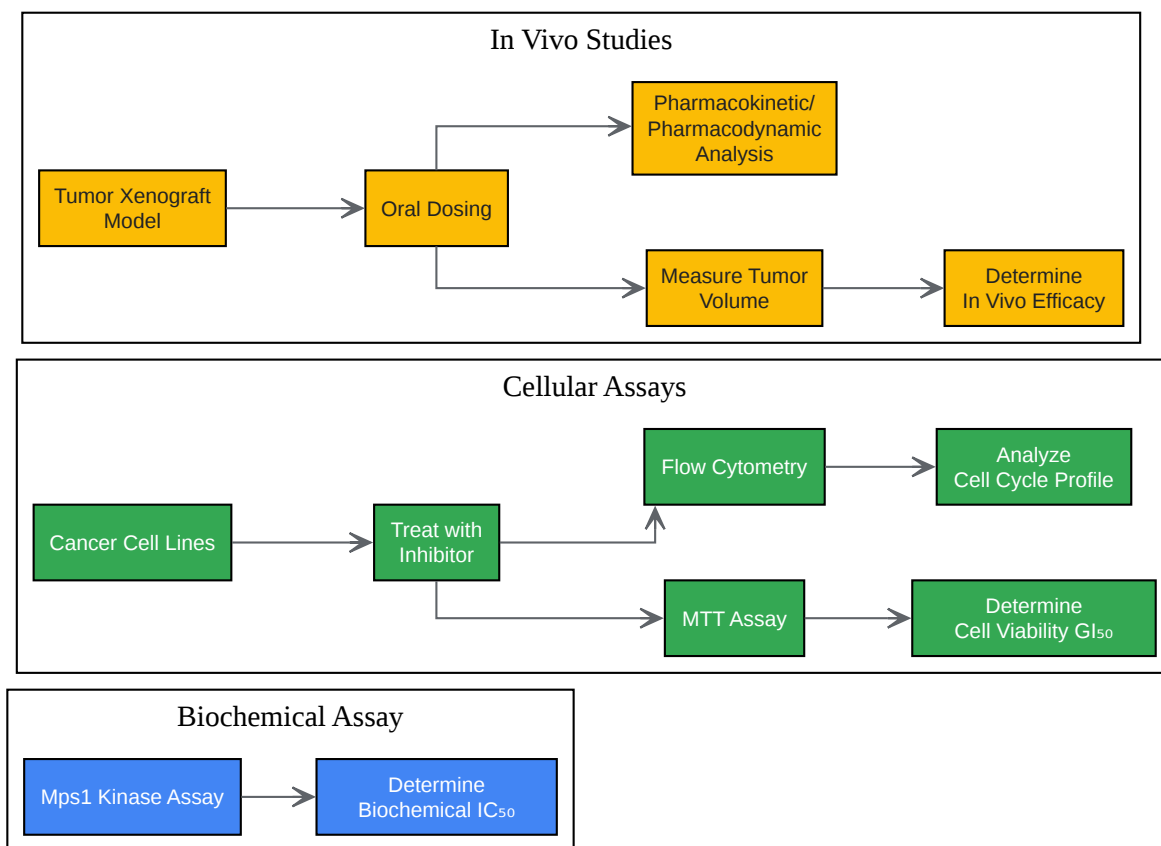 In Vivo Studies
Pharmacokinetic/
Pharmacodynamic
Analysis
Tumor Xenograft
Model
Oral Dosing
Measure Tumor
Volume
Determine
In Vivo Efficacy
Cellular Assays
Flow Cytometry
Analyze
Cell Cycle Profile
Cancer Cell Lines
Treat with
Inhibitor
MTT Assay
Determine
Cell Viability GI₅₀
Biochemical Assay
Mps1 Kinase Assay
Determine
Biochemical IC₅₀